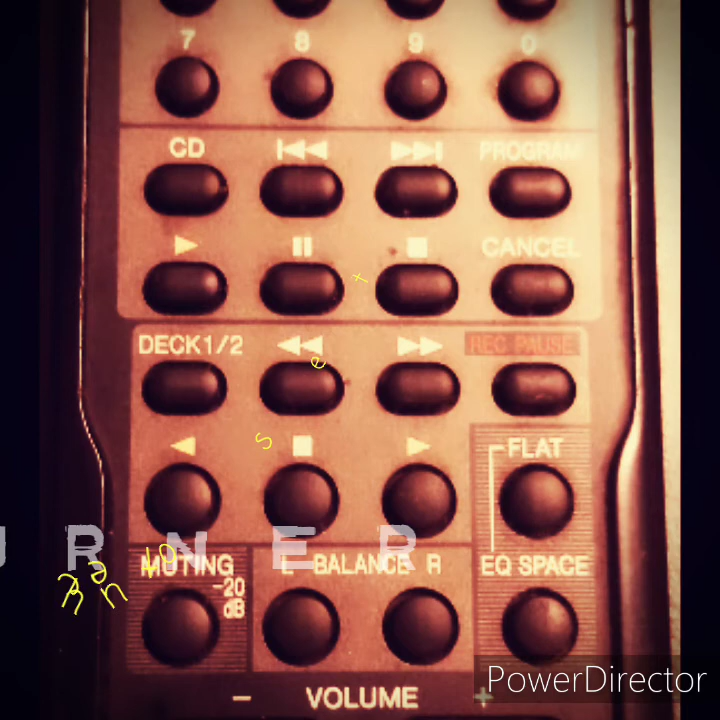 7 8 9 0
CD PROGRAM
CANCEL
DECK1/2 REC PAUSE
FLAT
URNER
MUTING L BALANCE R EQ SPACE
-20
dB
PowerDirector
- VOLUME +